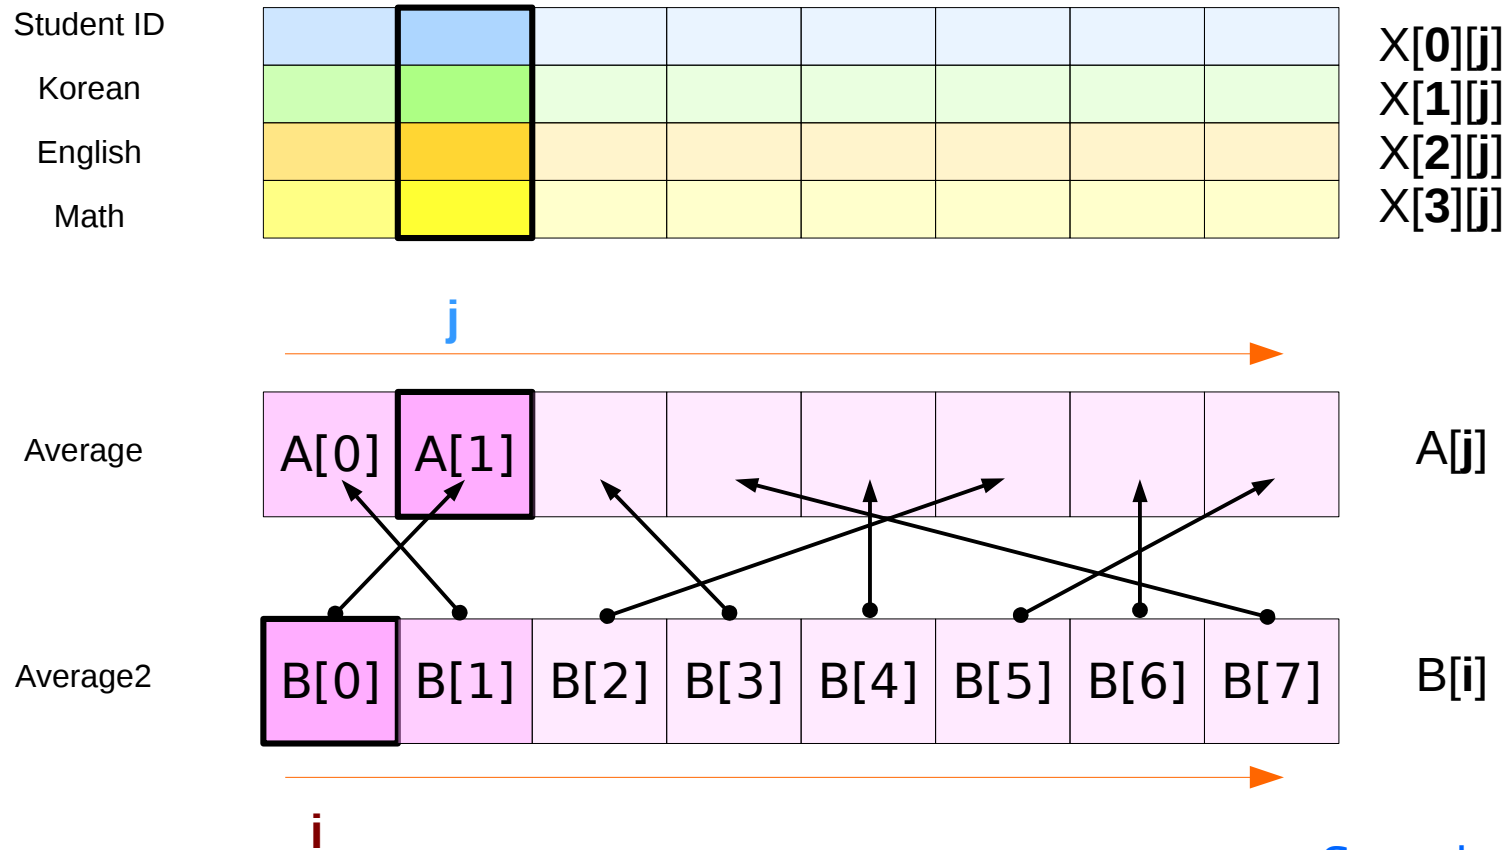 Student ID
X[0][j]
Korean
X[1][j]
English
X[2][j]
Math
X[3][j]
j
Average
A[0] A[1]
A[j]
Average2
B[0] B[1] B[2] B[3] B[4] B[5] B[6] B[7]
B[i]
i